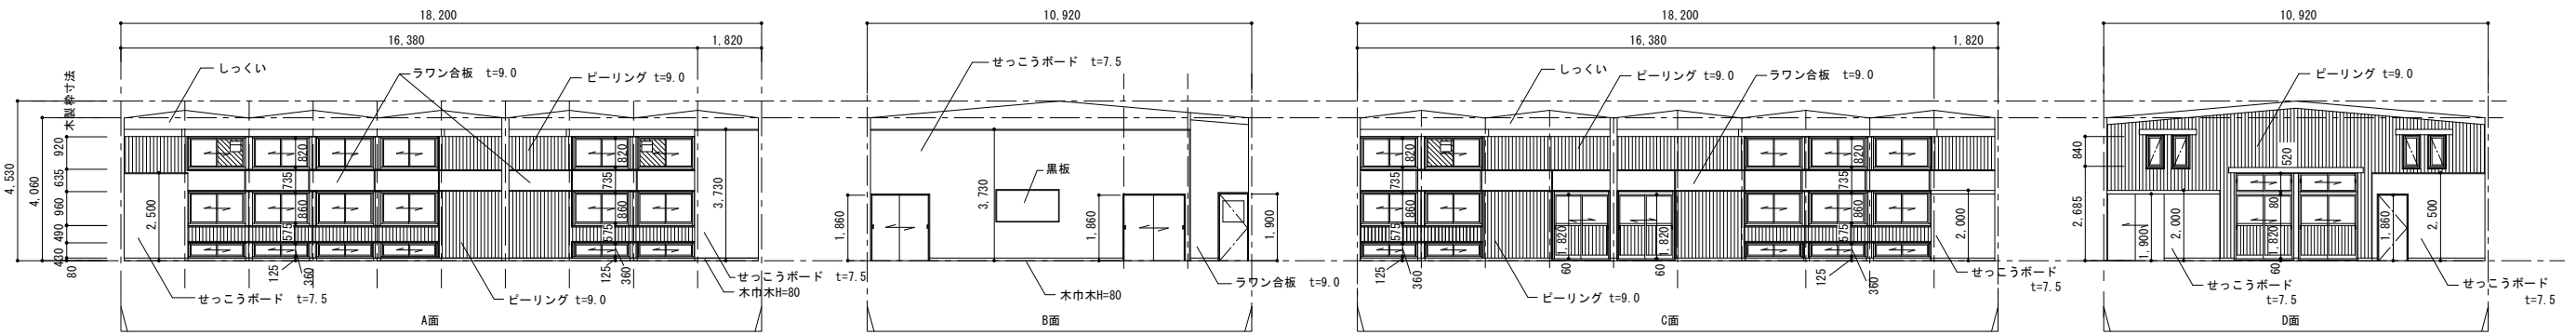 18,200
16,380
1,820
しっくい
ラワン合板 t=9.0
ピーリング t=9.0
木製枠寸法
4,530
4,060
920
635
960
490
430
80
2,500
820
735
860
575
125
360
820
735
860
575
125
360
3,730
せっこうボード t=7.5
ピーリング t=9.0
せっこうボード t=7.5
木巾木H=80
A面
10,920
せっこうボード t=7.5
黒板
1,860
3,730
1,860
1,900
ラワン合板 t=9.0
木巾木H=80
B面
18,200
16,380
1,820
しっくい
ピーリング t=9.0
ラワン合板 t=9.0
820
735
860
575
125
360
1,820
60
1,820
60
820
735
860
575
125
360
2,000
ピーリング t=9.0
せっこうボード
t=7.5
C面
10,920
ピーリング t=9.0
840
2,685
1,900
2,000
520
80
1,820
60
1,860
2,500
せっこうボード
t=7.5
せっこうボード
t=7.5
D面